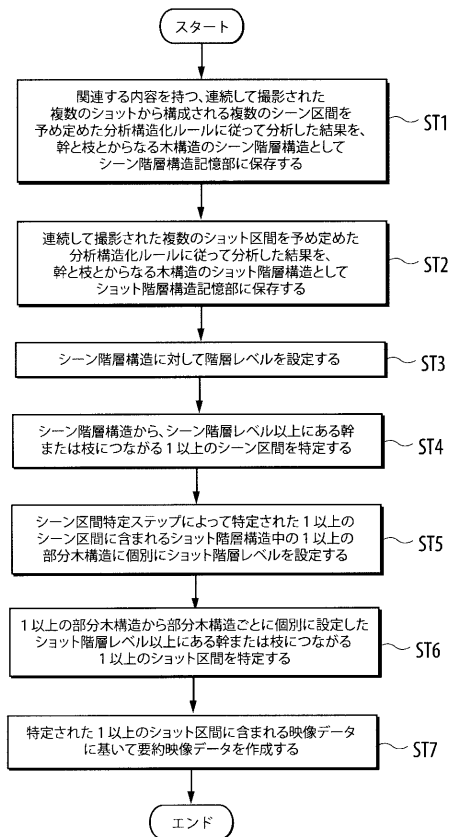 スタート
関連する内容を持つ、連続して撮影された
複数のショットから構成される複数のシーン区間を
予め定めた分析構造化ルールに従って分析した結果を、
幹と枝とからなる木構造のシーン階層構造として
シーン階層構造記憶部に保存する
ST1
連続して撮影された複数のショット区間を予め定めた
分析構造化ルールに従って分析した結果を、
幹と枝とからなる木構造のショット階層構造として
ショット階層構造記憶部に保存する
ST2
シーン階層構造に対して階層レベルを設定する
ST3
シーン階層構造から、シーン階層レベル以上にある幹
または枝につながる1以上のシーン区間を特定する
ST4
シーン区間特定ステップによって特定された1以上の
シーン区間に含まれるショット階層構造中の1以上の
部分木構造に個別にショット階層レベルを設定する
ST5
1以上の部分木構造から部分木構造ごとに個別に設定した
ショット階層レベル以上にある幹または枝につながる
1以上のショット区間を特定する
ST6
特定された1以上のショット区間に含まれる映像データ
に基いて要約映像データを作成する
ST7
エンド